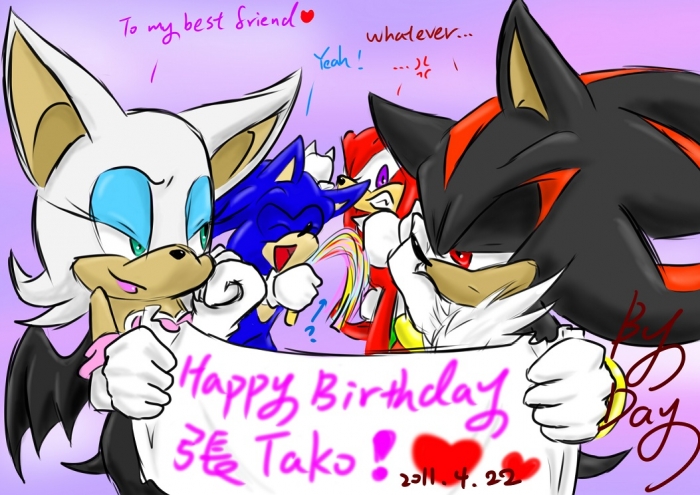 To my best friend♥
whatever...
Yeah!
...
?
Happy Birthday
張 Tako!
2011.4.22
By
Day